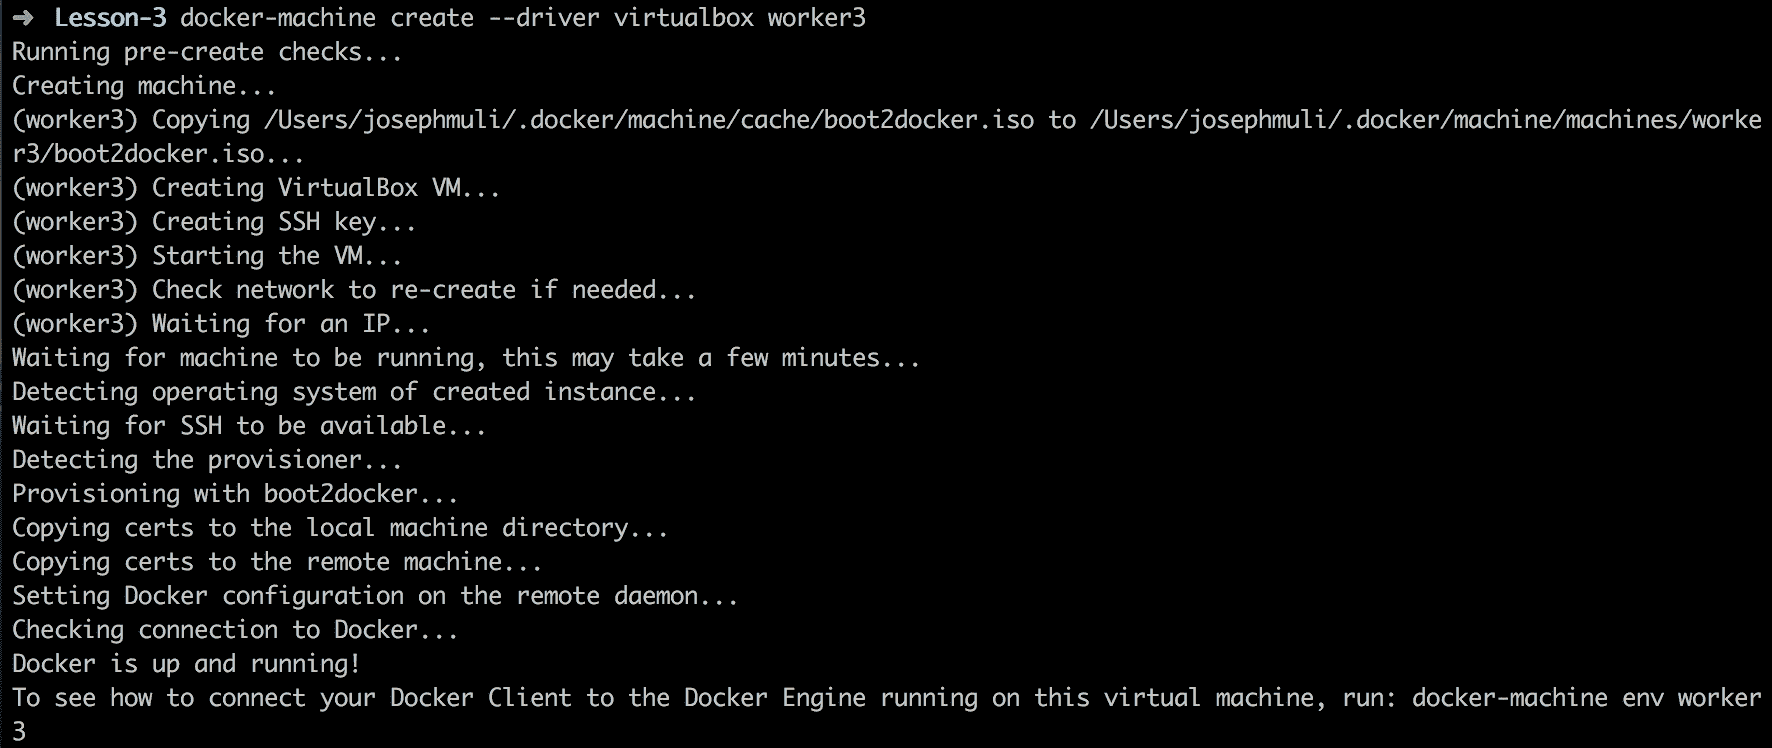 ➜  Lesson-3 docker-machine create --driver virtualbox worker3
Running pre-create checks...
Creating machine...
(worker3) Copying /Users/josephmuli/.docker/machine/cache/boot2docker.iso to /Users/josephmuli/.docker/machine/machines/worke
r3/boot2docker.iso...
(worker3) Creating VirtualBox VM...
(worker3) Creating SSH key...
(worker3) Starting the VM...
(worker3) Check network to re-create if needed...
(worker3) Waiting for an IP...
Waiting for machine to be running, this may take a few minutes...
Detecting operating system of created instance...
Waiting for SSH to be available...
Detecting the provisioner...
Provisioning with boot2docker...
Copying certs to the local machine directory...
Copying certs to the remote machine...
Setting Docker configuration on the remote daemon...
Checking connection to Docker...
Docker is up and running!
To see how to connect your Docker Client to the Docker Engine running on this virtual machine, run: docker-machine env worker
3